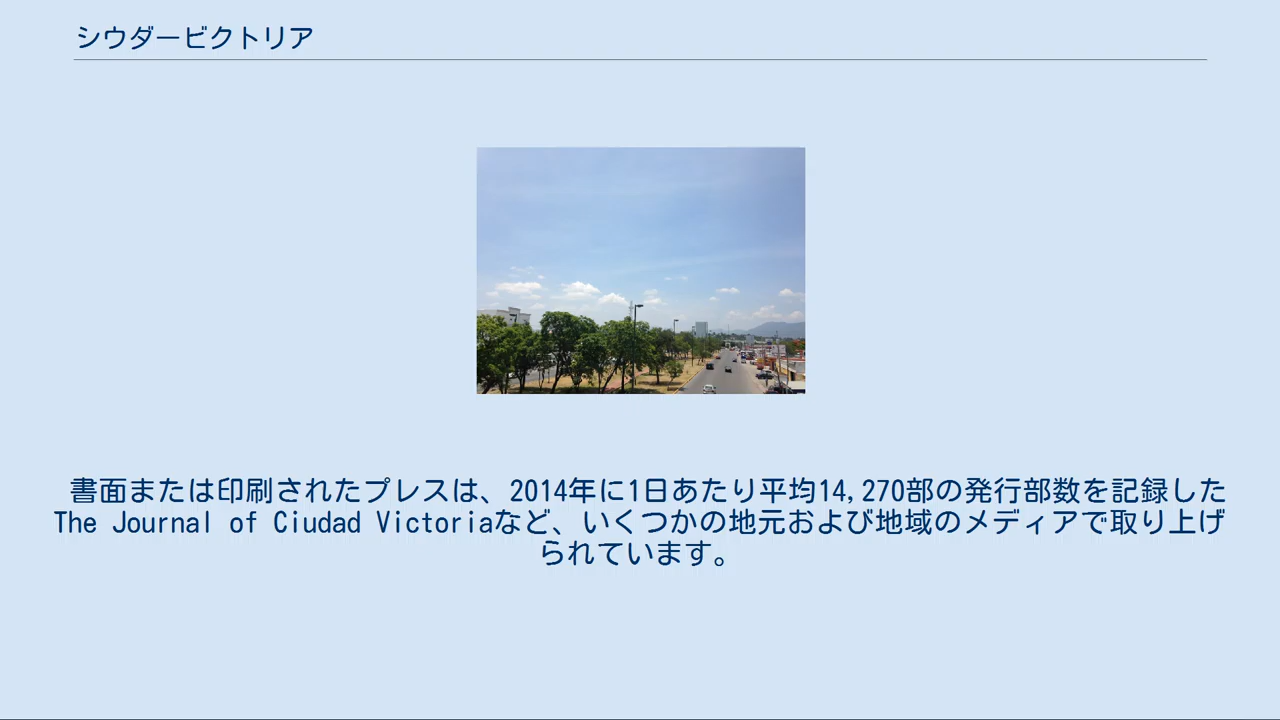 シウダービクトリア
書面または印刷されたプレスは、2014年に1日あたり平均14,270部の発行部数を記録した
The Journal of Ciudad Victoriaなど、いくつかの地元および地域のメディアで取り上げ
られています。